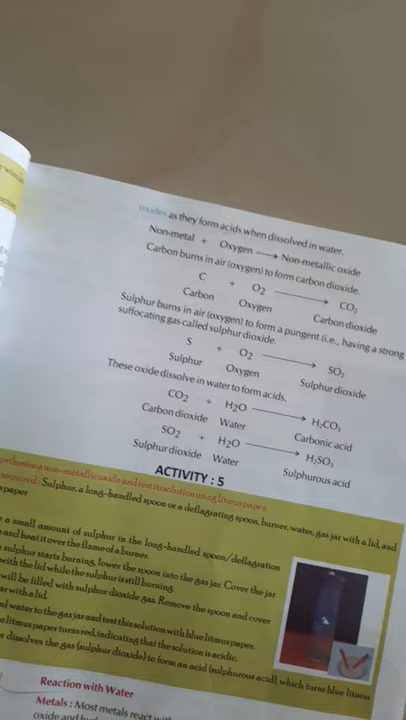 oxides as they form acids when dissolved in water.
Non-metal + Oxygen ⟶ Non-metallic oxide
Carbon burns in air (oxygen) to form carbon dioxide.
C + O₂ ⟶ CO₂
Carbon Oxygen Carbon dioxide
Sulphur burns in air (oxygen) to form a pungent (i.e., having a strong
suffocating gas called sulphur dioxide.
S + O₂ ⟶ SO₂
Sulphur Oxygen Sulphur dioxide
These oxide dissolve in water to form acids.
CO₂ + H₂O ⟶ H₂CO₃
Carbon dioxide Water Carbonic acid
SO₂ + H₂O ⟶ H₂SO₃
Sulphur dioxide Water Sulphurous acid
ACTIVITY : 5
a non-metallic oxide and test its solution using litmus paper.
required : Sulphur, a long-handled spoon or a deflagrating spoon, burner, water, gas jar with a lid, and
paper
a small amount of sulphur in the long-handled spoon/deflagration
and heat it over the flame of a burner.
sulphur starts burning, lower the spoon into the gas jar. Cover the jar
with the lid while the sulphur is still burning.
will be filled with sulphur dioxide gas. Remove the spoon and cover
with a lid.
water to the gas jar and test this solution with blue litmus paper.
litmus paper turns red, indicating that the solution is acidic.
dissolves the gas (sulphur dioxide) to form an acid (sulphurous acid), which turns blue litmus
Reaction with Water
Metals : Most metals react with
oxide and